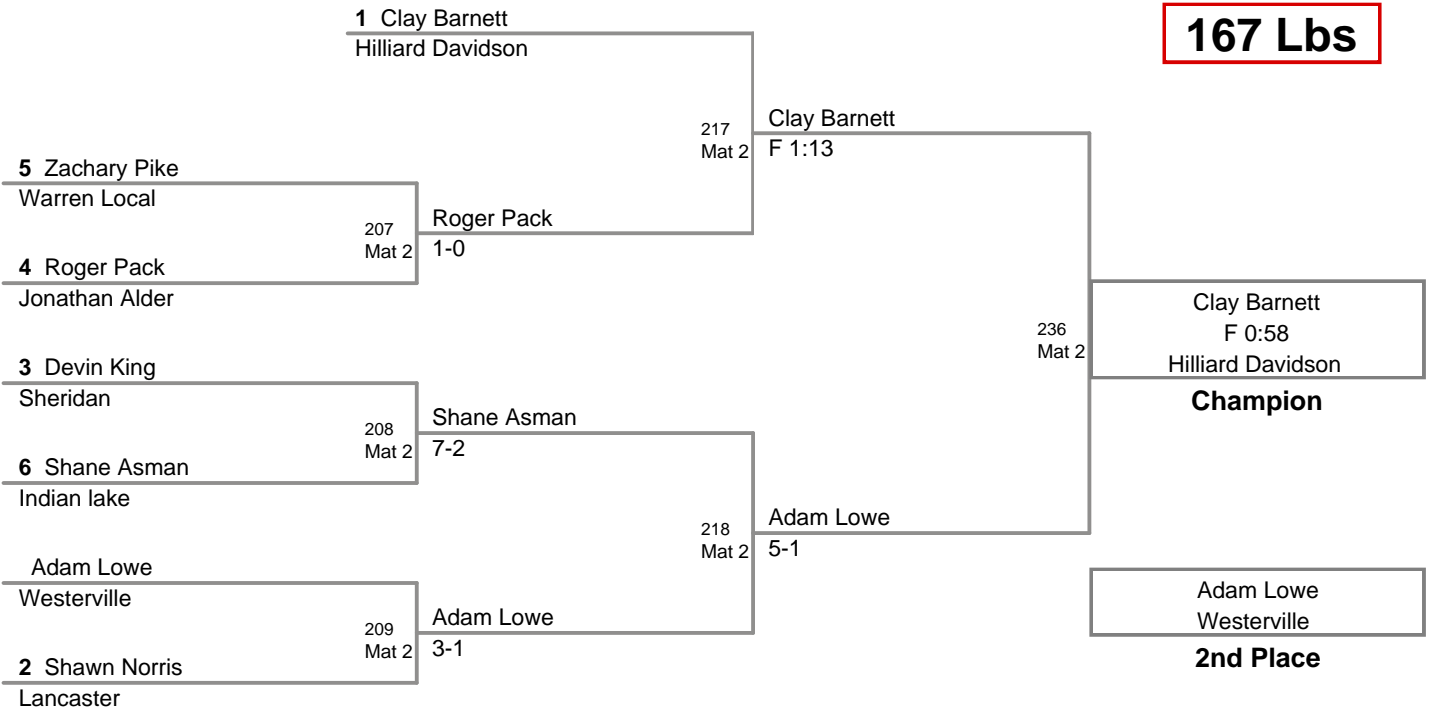 1 Clay Barnett
Hilliard Davidson
167 Lbs
217
Mat 2
Clay Barnett
F 1:13
5 Zachary Pike
Warren Local
207
Mat 2
Roger Pack
1-0
4 Roger Pack
Jonathan Alder
236
Mat 2
Clay Barnett
F 0:58
Hilliard Davidson
Champion
3 Devin King
Sheridan
208
Mat 2
Shane Asman
7-2
6 Shane Asman
Indian lake
218
Mat 2
Adam Lowe
5-1
Adam Lowe
Westerville
209
Mat 2
Adam Lowe
3-1
2 Shawn Norris
Lancaster
Adam Lowe
Westerville
2nd Place